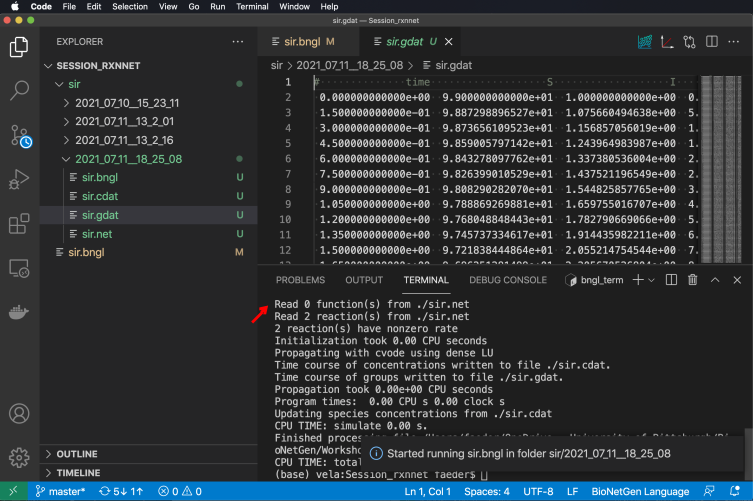 Code File Edit Selection View Go Run Terminal Window Help
sir.gdat — Session_rxnnet
EXPLORER
SESSION_RXNNET
sir
2021_07_10__15_23_11
2021_07_11__13_2_01
2021_07_11__13_2_16
2021_07_11__18_25_08
sir.bngl U
sir.cdat U
sir.gdat U
sir.net U
sir.bngl M
OUTLINE
TIMELINE
sir.bngl M sir.gdat U
sir > 2021_07_11__18_25_08 > sir.gdat
1 # time S I
2 0.000000000000e+00 9.900000000000e+01 1.000000000000e+00 0.
3 1.500000000000e-01 9.887298896527e+01 1.075660494638e+00 5.
4 3.000000000000e-01 9.873656109523e+01 1.156857056019e+00 1.
5 4.500000000000e-01 9.859005797142e+01 1.243964983987e+00 1.
6 6.000000000000e-01 9.843278097762e+01 1.337380536004e+00 2.
7 7.500000000000e-01 9.826399010529e+01 1.437521196549e+00 2.
8 9.000000000000e-01 9.808290282070e+01 1.544825857765e+00 3.
9 1.050000000000e+00 9.788869269881e+01 1.659755016707e+00 4.
10 1.200000000000e+00 9.768048848443e+01 1.782790669066e+00 5.
11 1.350000000000e+00 9.745737334617e+01 1.914435982211e+00 6.
12 1.500000000000e+00 9.721838444864e+01 2.055214754544e+00 7.
PROBLEMS OUTPUT TERMINAL DEBUG CONSOLE bngl_term
Read 0 function(s) from ./sir.net
Read 2 reaction(s) from ./sir.net
2 reaction(s) have nonzero rate
Initialization took 0.00 CPU seconds
Propagating with cvode using dense LU
Time course of concentrations written to file ./sir.cdat.
Time course of groups written to file ./sir.gdat.
Propagation took 0.00e+00 CPU seconds
Program times: 0.00 CPU s 0.00 clock s
Updating species concentrations from ./sir.cdat
CPU TIME: simulate 0.00 s.
Finished proces
oNetGen/Worksho
CPU TIME: total
(base) vela:Session_rxnnet faeder$
Started running sir.bngl in folder sir/2021_07_11__18_25_08
master* 5↓ 1↑ 0 0 Ln 1, Col 1 Spaces: 4 UTF-8 LF BioNetGen Language